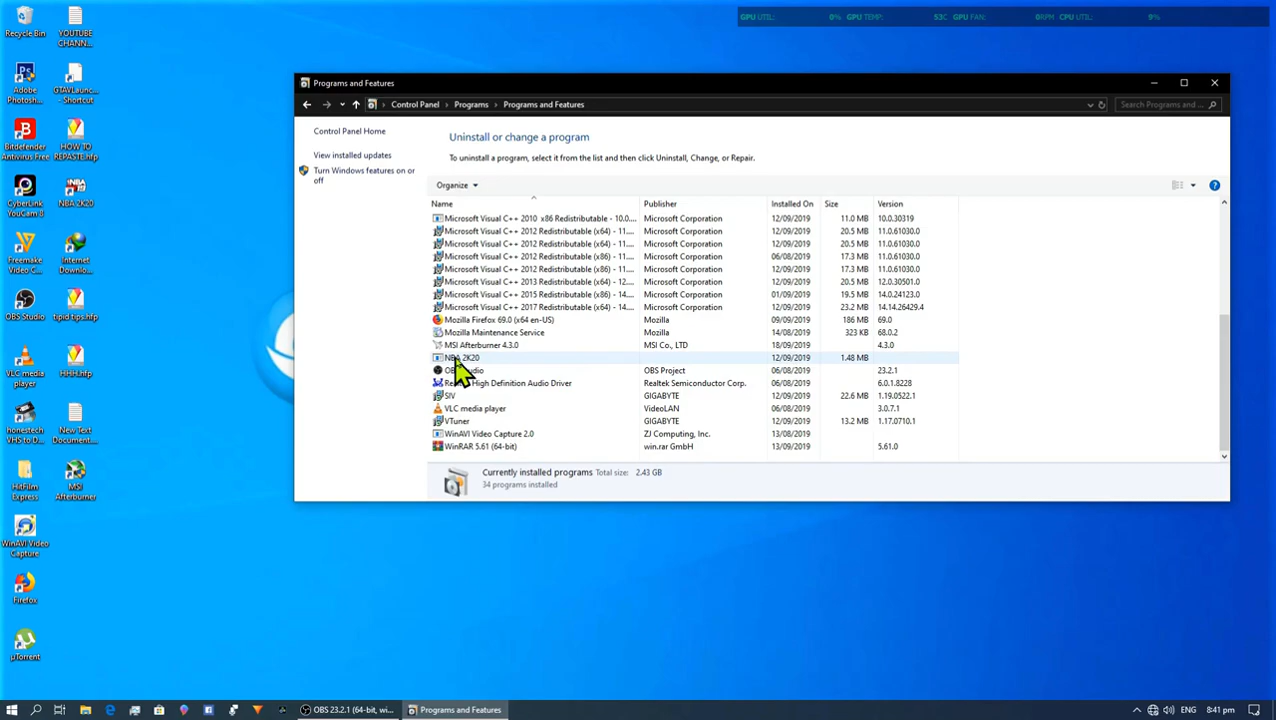 GPU UTIL: 0% GPU TEMP: 53C GPU FAN: 0RPM CPU UTIL: 9%
Recycle Bin
YOUTUBE CHANN...
Adobe Photosh...
GTAVLaunc... - Shortcut
Bitdefender Antivirus Free
HOW TO REPASTE.hfp
CyberLink YouCam 8
NBA 2K20
Freemake Video C...
Internet Downlo...
OBS Studio
tipid tips.hfp
VLC media player
HHH.hfp
honestech VHS to D...
New Text Document...
HitFilm Express
MSI Afterburner
WinAVI Video Capture
Firefox
µTorrent
Programs and Features
Control Panel Programs Programs and Features
Search Programs and ...
Control Panel Home
View installed updates
Turn Windows features on or off
Uninstall or change a program
To uninstall a program, select it from the list and then click Uninstall, Change, or Repair.
Organize
Name Publisher Installed On Size Version
Microsoft Visual C++ 2010 x86 Redistributable - 10.0.... Microsoft Corporation 12/09/2019 11.0 MB 10.0.30319
Microsoft Visual C++ 2012 Redistributable (x64) - 11.... Microsoft Corporation 12/09/2019 20.5 MB 11.0.61030.0
Microsoft Visual C++ 2012 Redistributable (x64) - 11.... Microsoft Corporation 12/09/2019 20.5 MB 11.0.61030.0
Microsoft Visual C++ 2012 Redistributable (x86) - 11.... Microsoft Corporation 06/08/2019 17.3 MB 11.0.61030.0
Microsoft Visual C++ 2012 Redistributable (x86) - 11.... Microsoft Corporation 12/09/2019 17.3 MB 11.0.61030.0
Microsoft Visual C++ 2013 Redistributable (x64) - 12.... Microsoft Corporation 12/09/2019 20.5 MB 12.0.30501.0
Microsoft Visual C++ 2015 Redistributable (x86) - 14.... Microsoft Corporation 01/09/2019 19.5 MB 14.0.24123.0
Microsoft Visual C++ 2017 Redistributable (x64) - 14.... Microsoft Corporation 12/09/2019 23.2 MB 14.14.26429.4
Mozilla Firefox 69.0 (x64 en-US) Mozilla 09/09/2019 186 MB 69.0
Mozilla Maintenance Service Mozilla 14/08/2019 323 KB 68.0.2
MSI Afterburner 4.3.0 MSI Co., LTD 18/09/2019 4.3.0
NBA 2K20 12/09/2019 1.48 MB
OBS Studio OBS Project 06/08/2019 23.2.1
Realtek High Definition Audio Driver Realtek Semiconductor Corp. 06/08/2019 6.0.1.8228
SIV GIGABYTE 12/09/2019 22.6 MB 1.19.0522.1
VLC media player VideoLAN 06/08/2019 3.0.7.1
VTuner GIGABYTE 12/09/2019 13.2 MB 1.17.0710.1
WinAVI Video Capture 2.0 ZJ Computing, Inc. 13/08/2019
WinRAR 5.61 (64-bit) win.rar GmbH 5.61.0
Currently installed programs Total size: 2.43 GB
34 programs installed
OBS 23.2.1 (64-bit, wi...
Programs and Features
ENG 8:41 pm